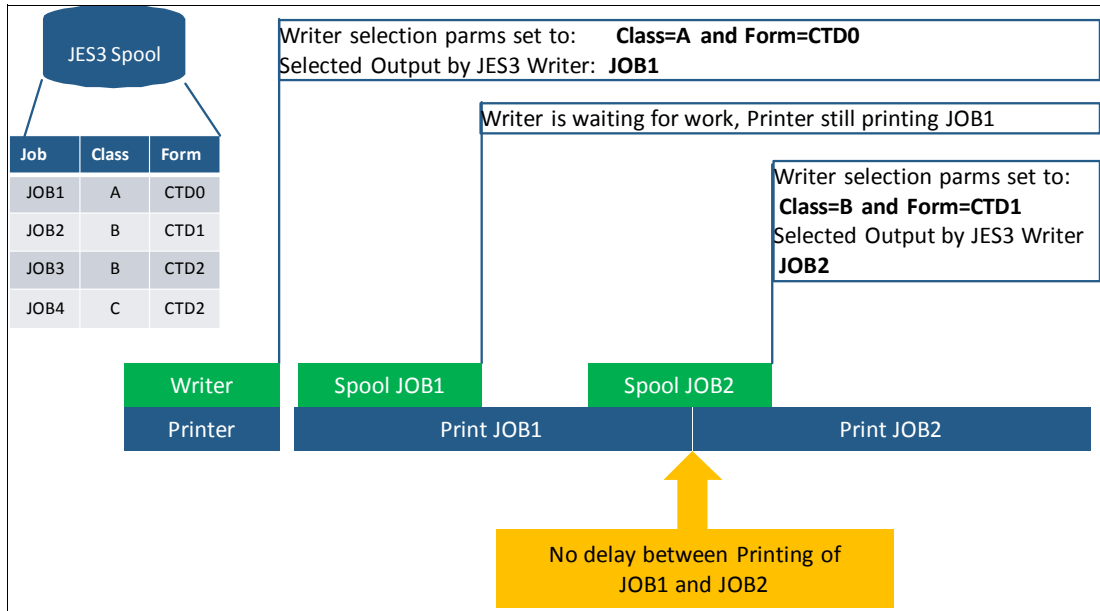 JES3 Spool
Writer selection parms set to: Class=A and Form=CTD0
Selected Output by JES3 Writer: JOB1
Writer is waiting for work, Printer still printing JOB1
Job Class Form
JOB1 A CTD0
JOB2 B CTD1
JOB3 B CTD2
JOB4 C CTD2
Writer selection parms set to:
Class=B and Form=CTD1
Selected Output by JES3 Writer
JOB2
Writer Spool JOB1 Spool JOB2
Printer Print JOB1 Print JOB2
No delay between Printing of
JOB1 and JOB2